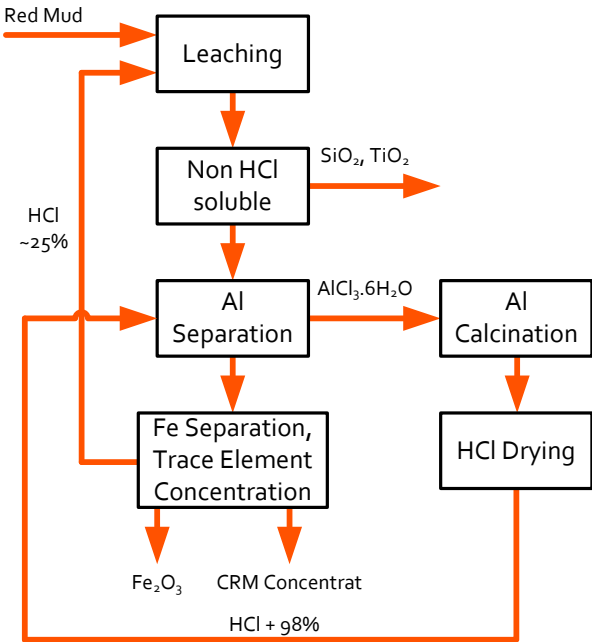 Red Mud
Leaching
Non HCl
soluble
SiO₂, TiO₂
HCl
~25%
Al
Separation
AlCl₃.6H₂O
Al
Calcination
Fe Separation,
Trace Element
Concentration
HCl Drying
Fe₂O₃
CRM Concentrat
HCl + 98%